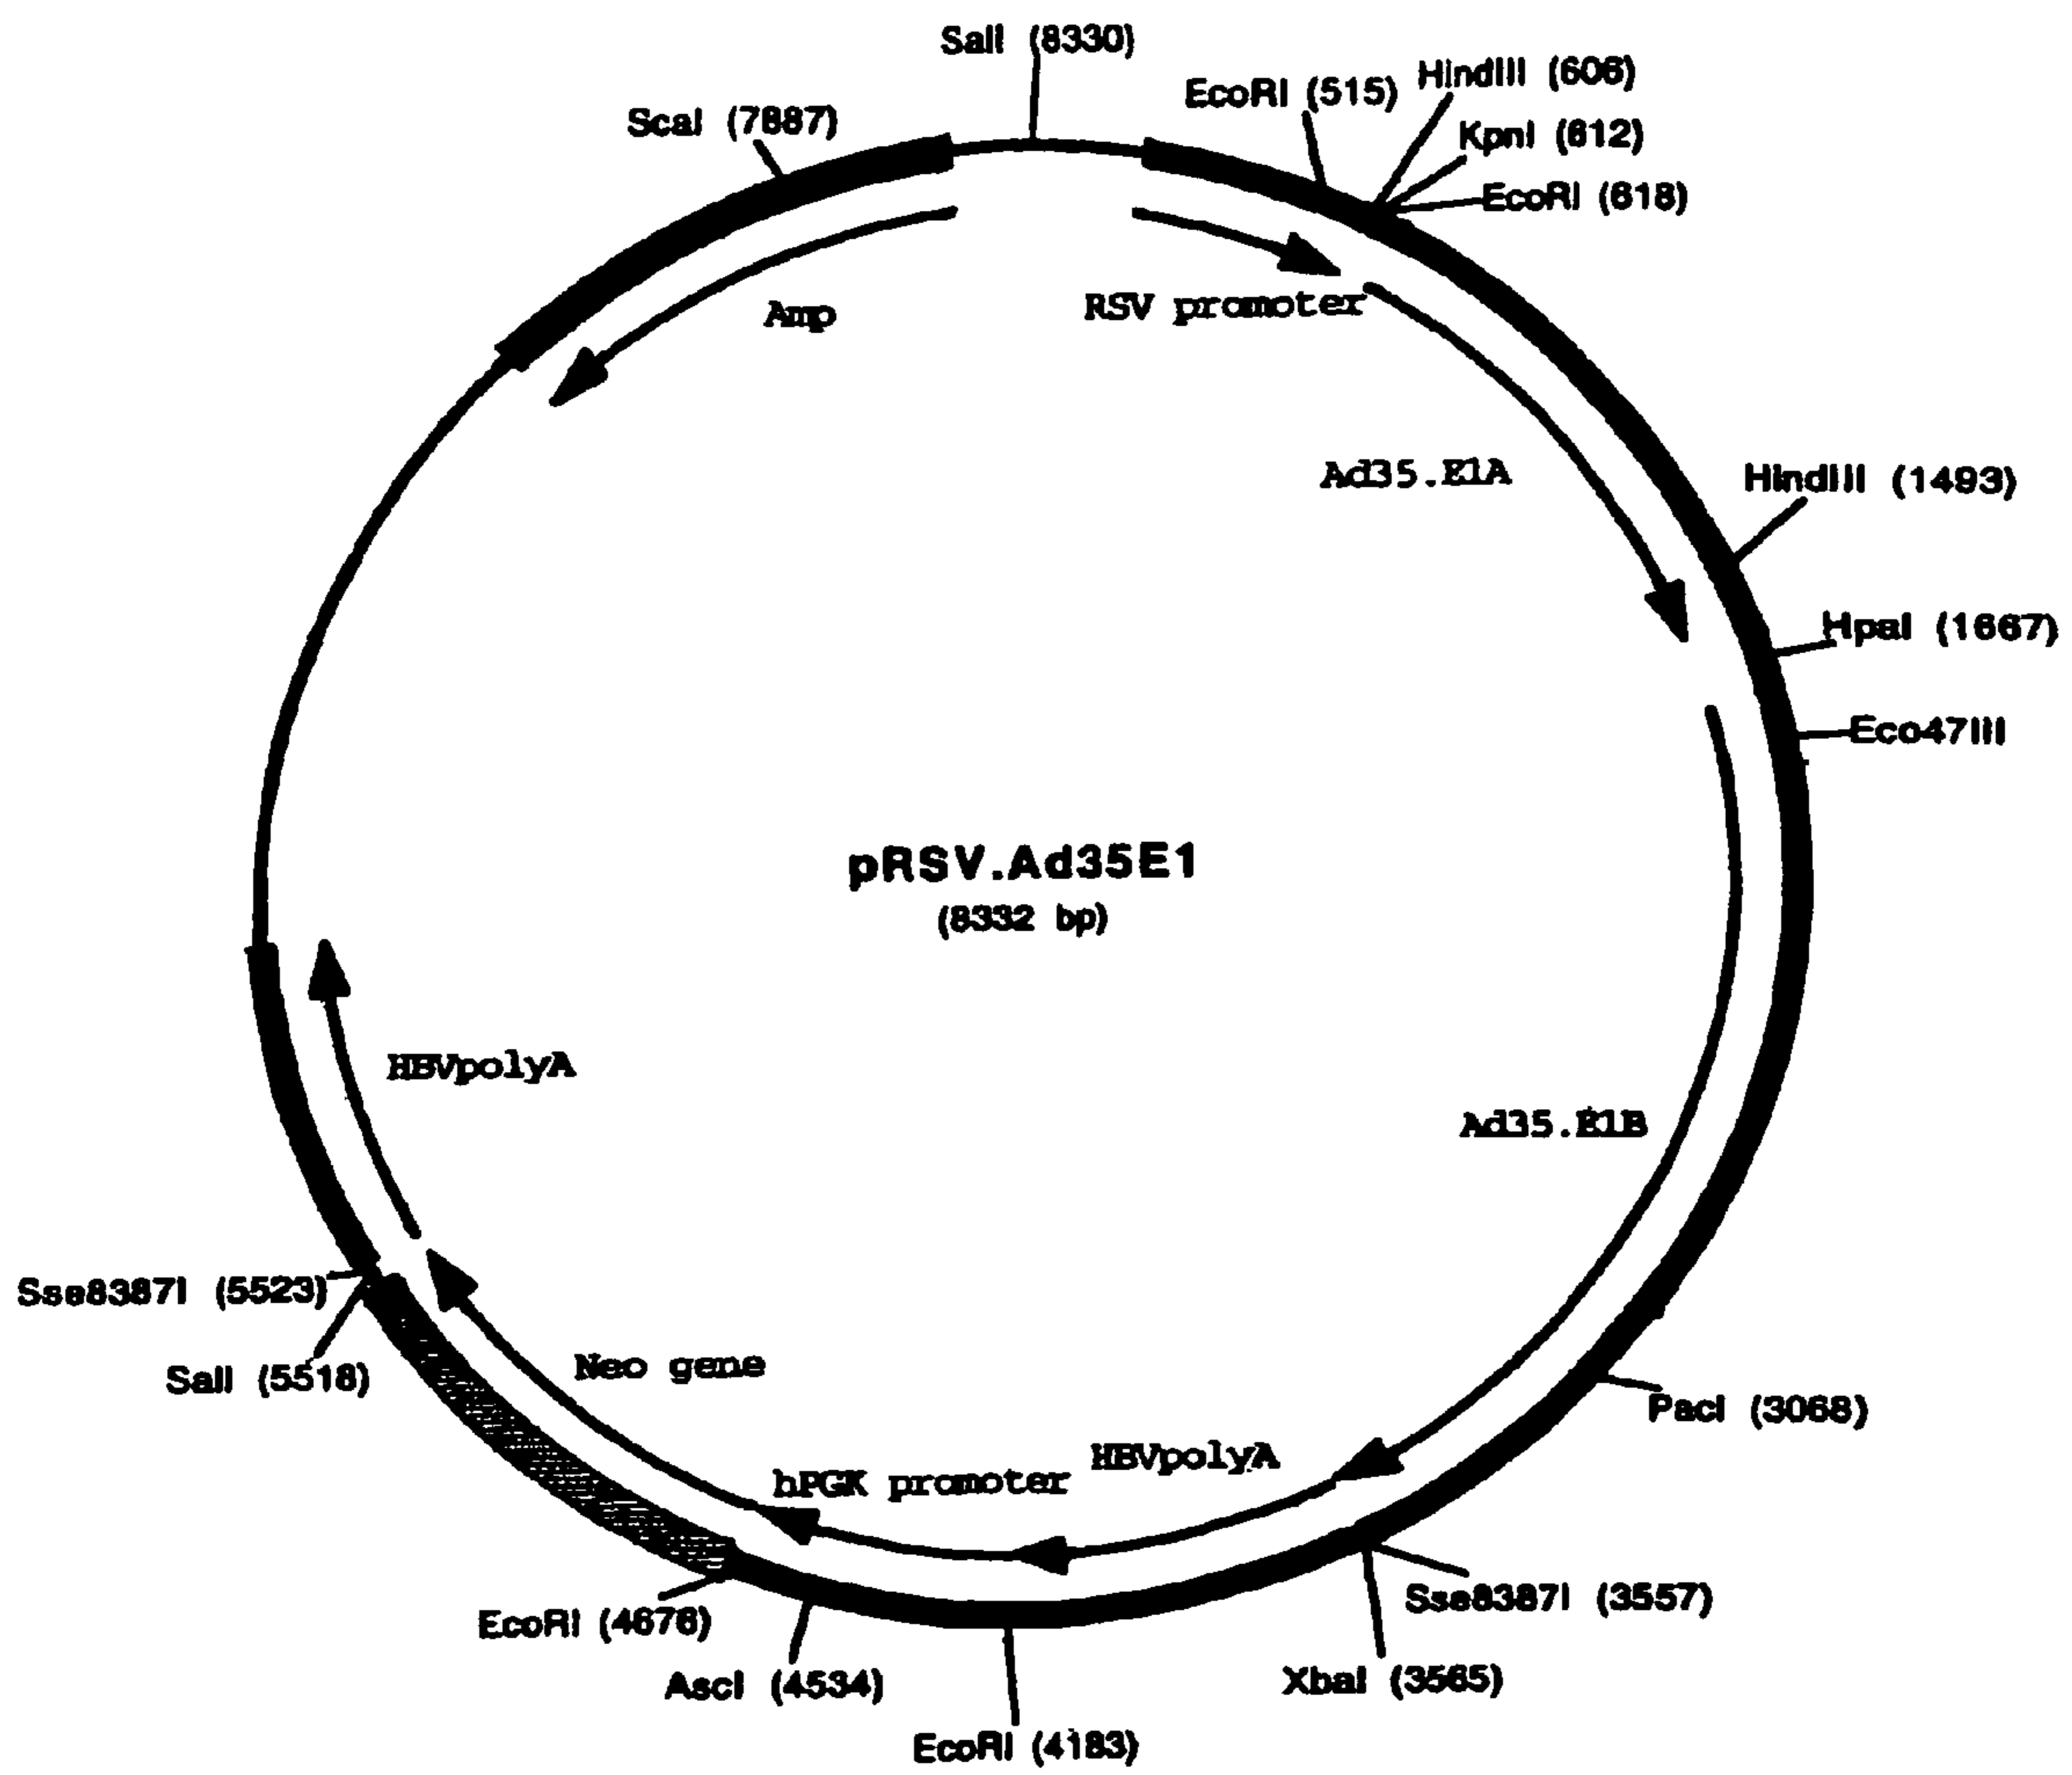 SalI (8330)
EcoRI (515)
HindIII (606)
ScaI (7887)
KpnI (612)
EcoRI (618)
Amp
RSV promoter
Ad35.E1A
HindIII (1493)
HpaI (1667)
Eco47III
pRSV.Ad35E1
(8332 bp)
HBVpolyA
Ad35.E1B
Sse8387I (5523)
SalI (5518)
Neo gene
PacI (3068)
HBVpolyA
hPGK promoter
Sse8387I (3557)
EcoRI (4676)
XbaI (3565)
AscI (4534)
EcoRI (4183)